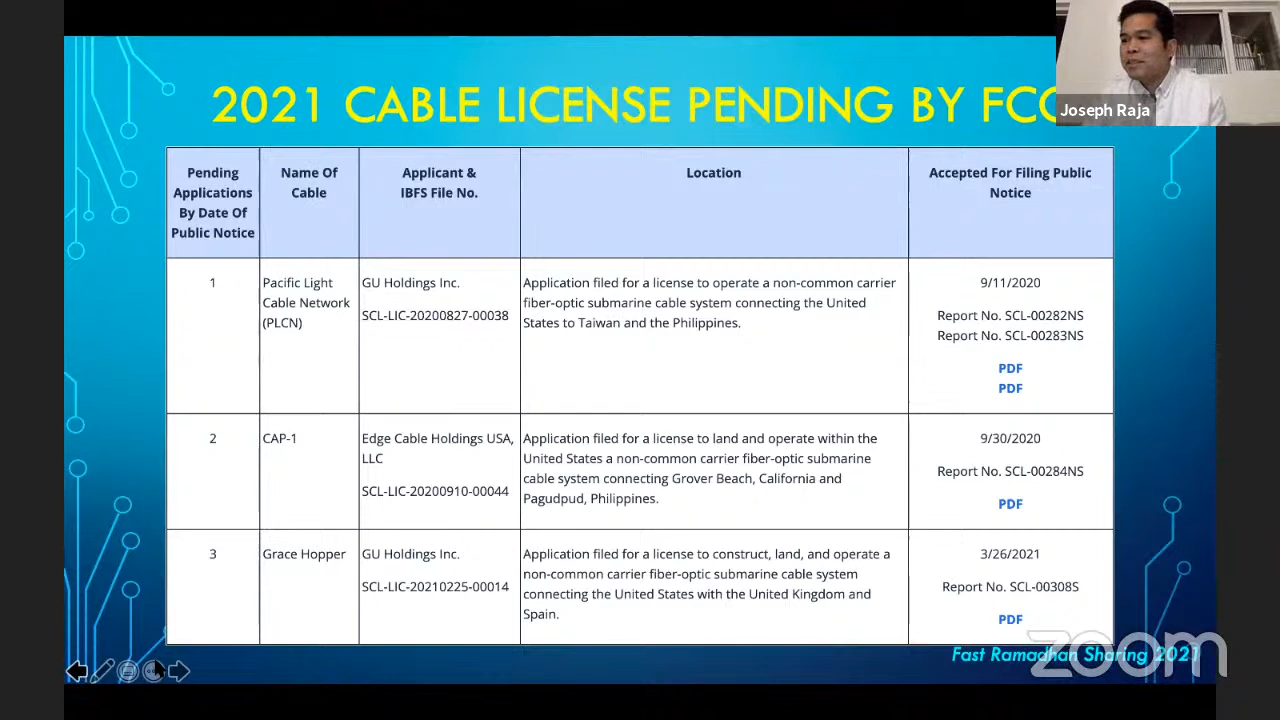 2021 CABLE LICENSE PENDING BY FCC
Joseph Raja
Pending
Applications
By Date Of
Public Notice
Name Of
Cable
Applicant &
IBFS File No.
Location
Accepted For Filing Public
Notice
1
Pacific Light
Cable Network
(PLCN)
GU Holdings Inc.
SCL-LIC-20200827-00038
Application filed for a license to operate a non-common carrier
fiber-optic submarine cable system connecting the United
States to Taiwan and the Philippines.
9/11/2020
Report No. SCL-00282NS
Report No. SCL-00283NS
PDF
PDF
2
CAP-1
Edge Cable Holdings USA,
LLC
SCL-LIC-20200910-00044
Application filed for a license to land and operate within the
United States a non-common carrier fiber-optic submarine
cable system connecting Grover Beach, California and
Pagudpud, Philippines.
9/30/2020
Report No. SCL-00284NS
PDF
3
Grace Hopper
GU Holdings Inc.
SCL-LIC-20210225-00014
Application filed for a license to construct, land, and operate a
non-common carrier fiber-optic submarine cable system
connecting the United States with the United Kingdom and
Spain.
3/26/2021
Report No. SCL-00308S
PDF
Fast Ramadhan Sharing 2021
zoom